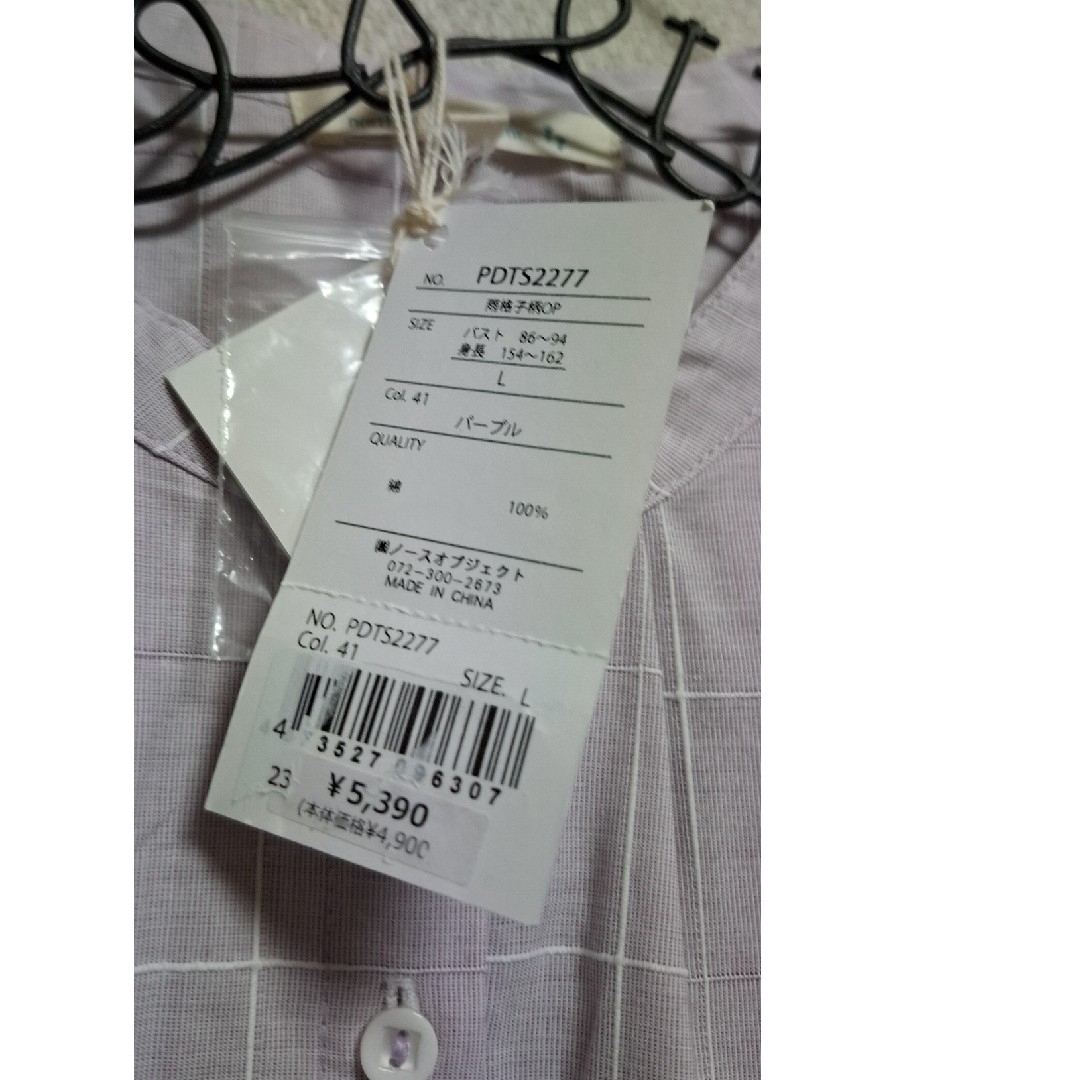 NO. PDTS2277
格子柄OP
SIZE バスト 86～94
身長 154～162
L
Col. 41
パープル
QUALITY
綿 100%
㈱ノースオブジェクト
072-300-2673
MADE IN CHINA
NO. PDTS2277
Col. 41
SIZE. L
3527 096307
23 ¥5,390
(本体価格¥4,900